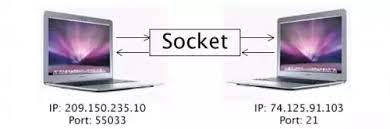 Socket
IP: 209.150.235.10
Port: 55033
IP: 74.125.91.103
Port: 21